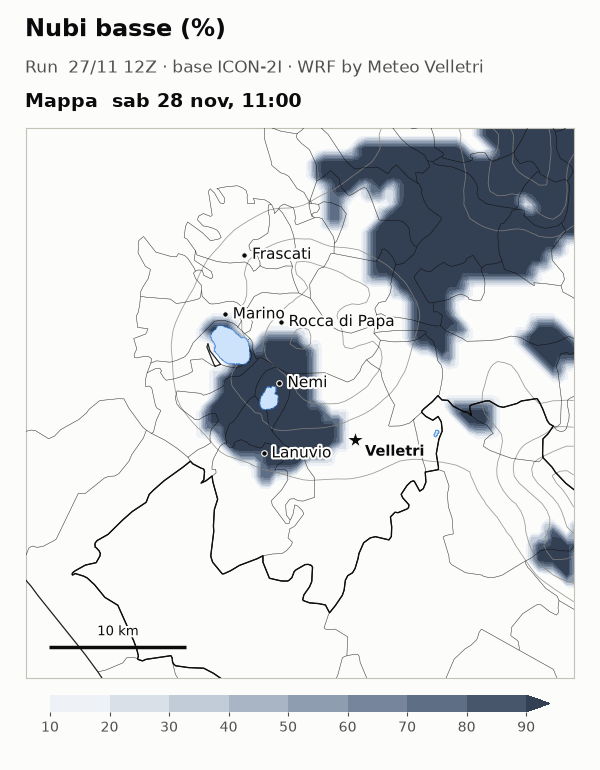 Nubi basse (%)
Run  27/11 12Z · base ICON-2I · WRF by Meteo Velletri
Mappa  sab 28 nov, 11:00
Frascati
Marino
Rocca di Papa
Nemi
Velletri
Lanuvio
10 km
10 20 30 40 50 60 70 80 90